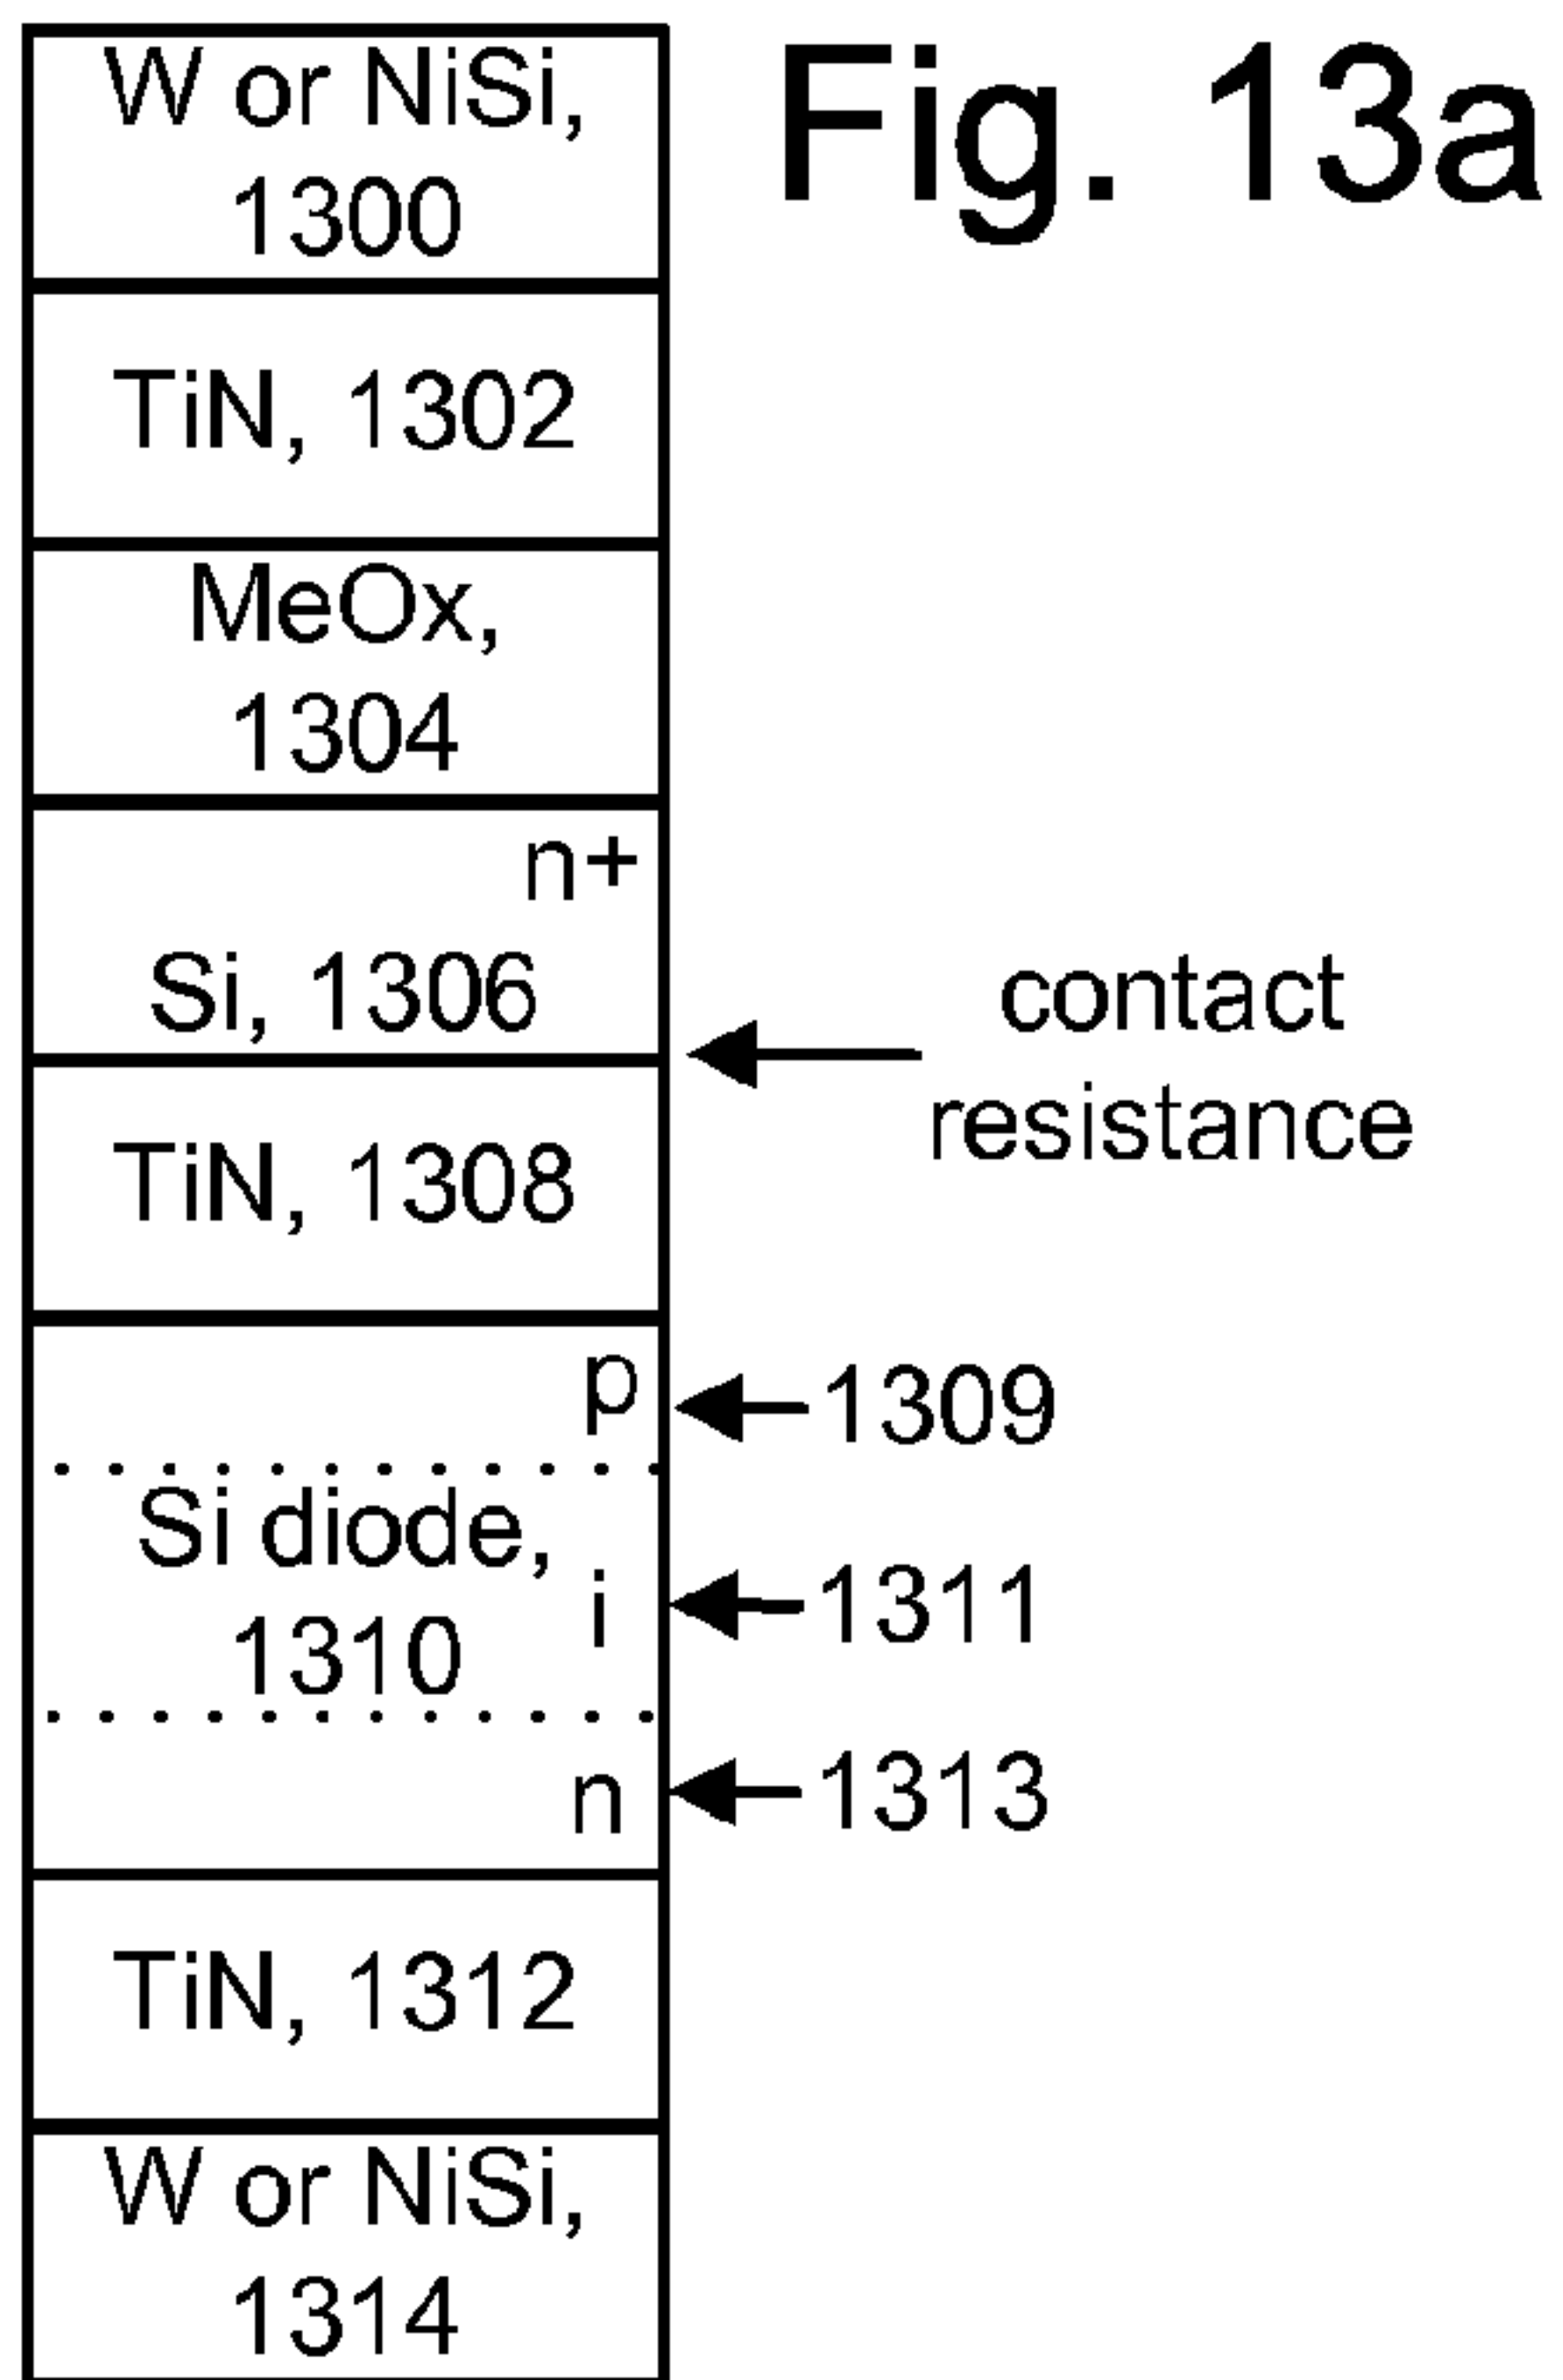 Fig. 13a
W or NiSi,
1300
TiN, 1302
MeOx,
1304
n+
Si, 1306
contact
resistance
TiN, 1308
p
1309
Si diode,
1310
i
1311
n
1313
TiN, 1312
W or NiSi,
1314